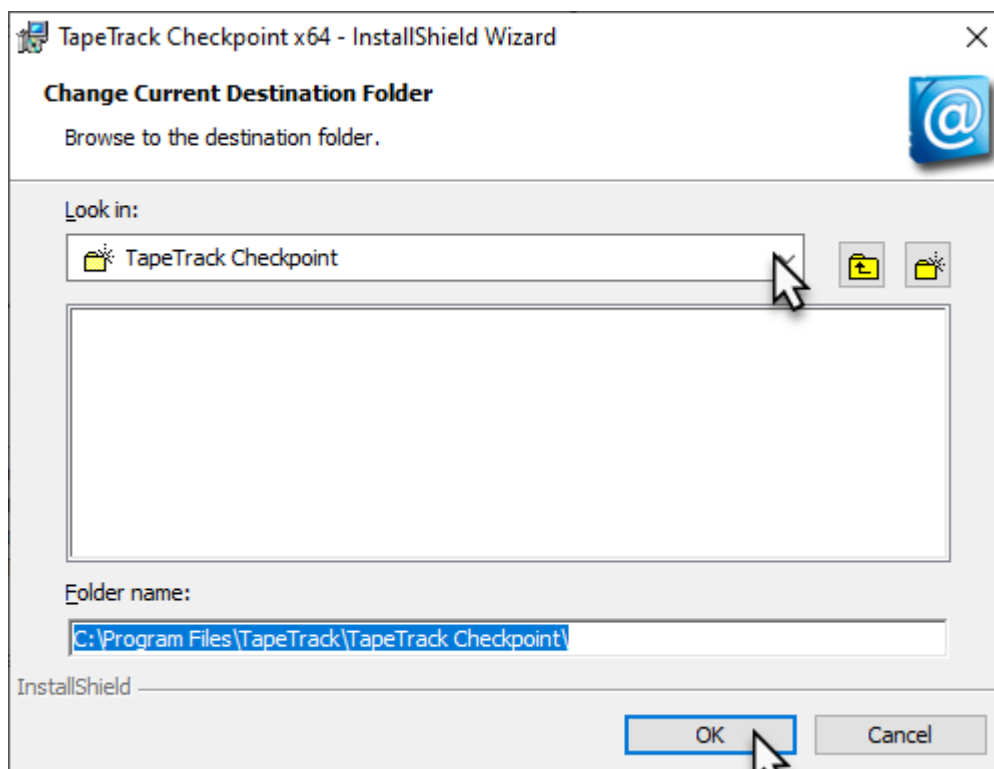 TapeTrack Checkpoint x64 - InstallShield Wizard
Change Current Destination Folder
Browse to the destination folder.
Look in:
TapeTrack Checkpoint
Folder name:
C:\Program Files\TapeTrack\TapeTrack Checkpoint\
InstallShield
OK Cancel